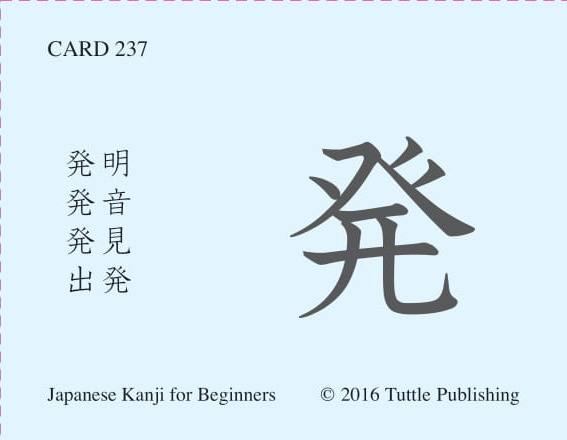 CARD 237
発明
発音
発見
出発
発
Japanese Kanji for Beginners
© 2016 Tuttle Publishing